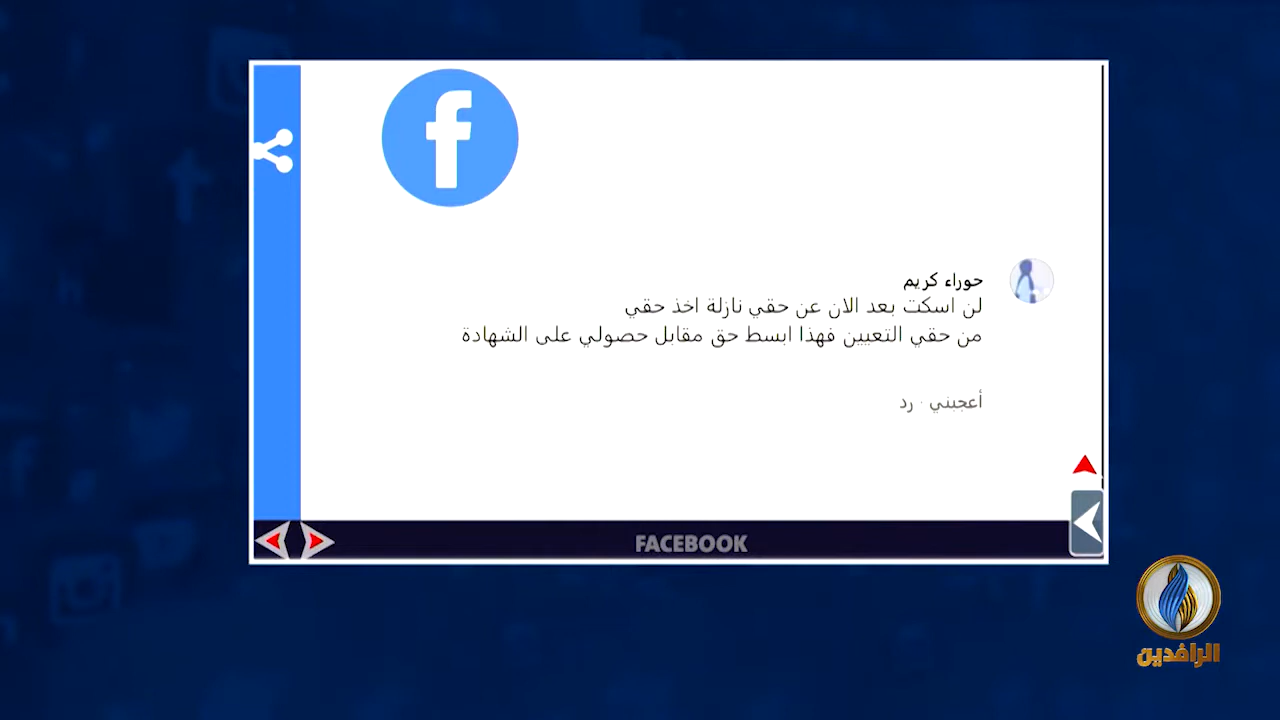 حوراء كريم
لن اسكت بعد الان عن حقي نازلة اخذ حقي
من حقي التعيين فهذا ابسط حق مقابل حصولي على الشهادة
أعجبني · رد
FACEBOOK
الرافدين